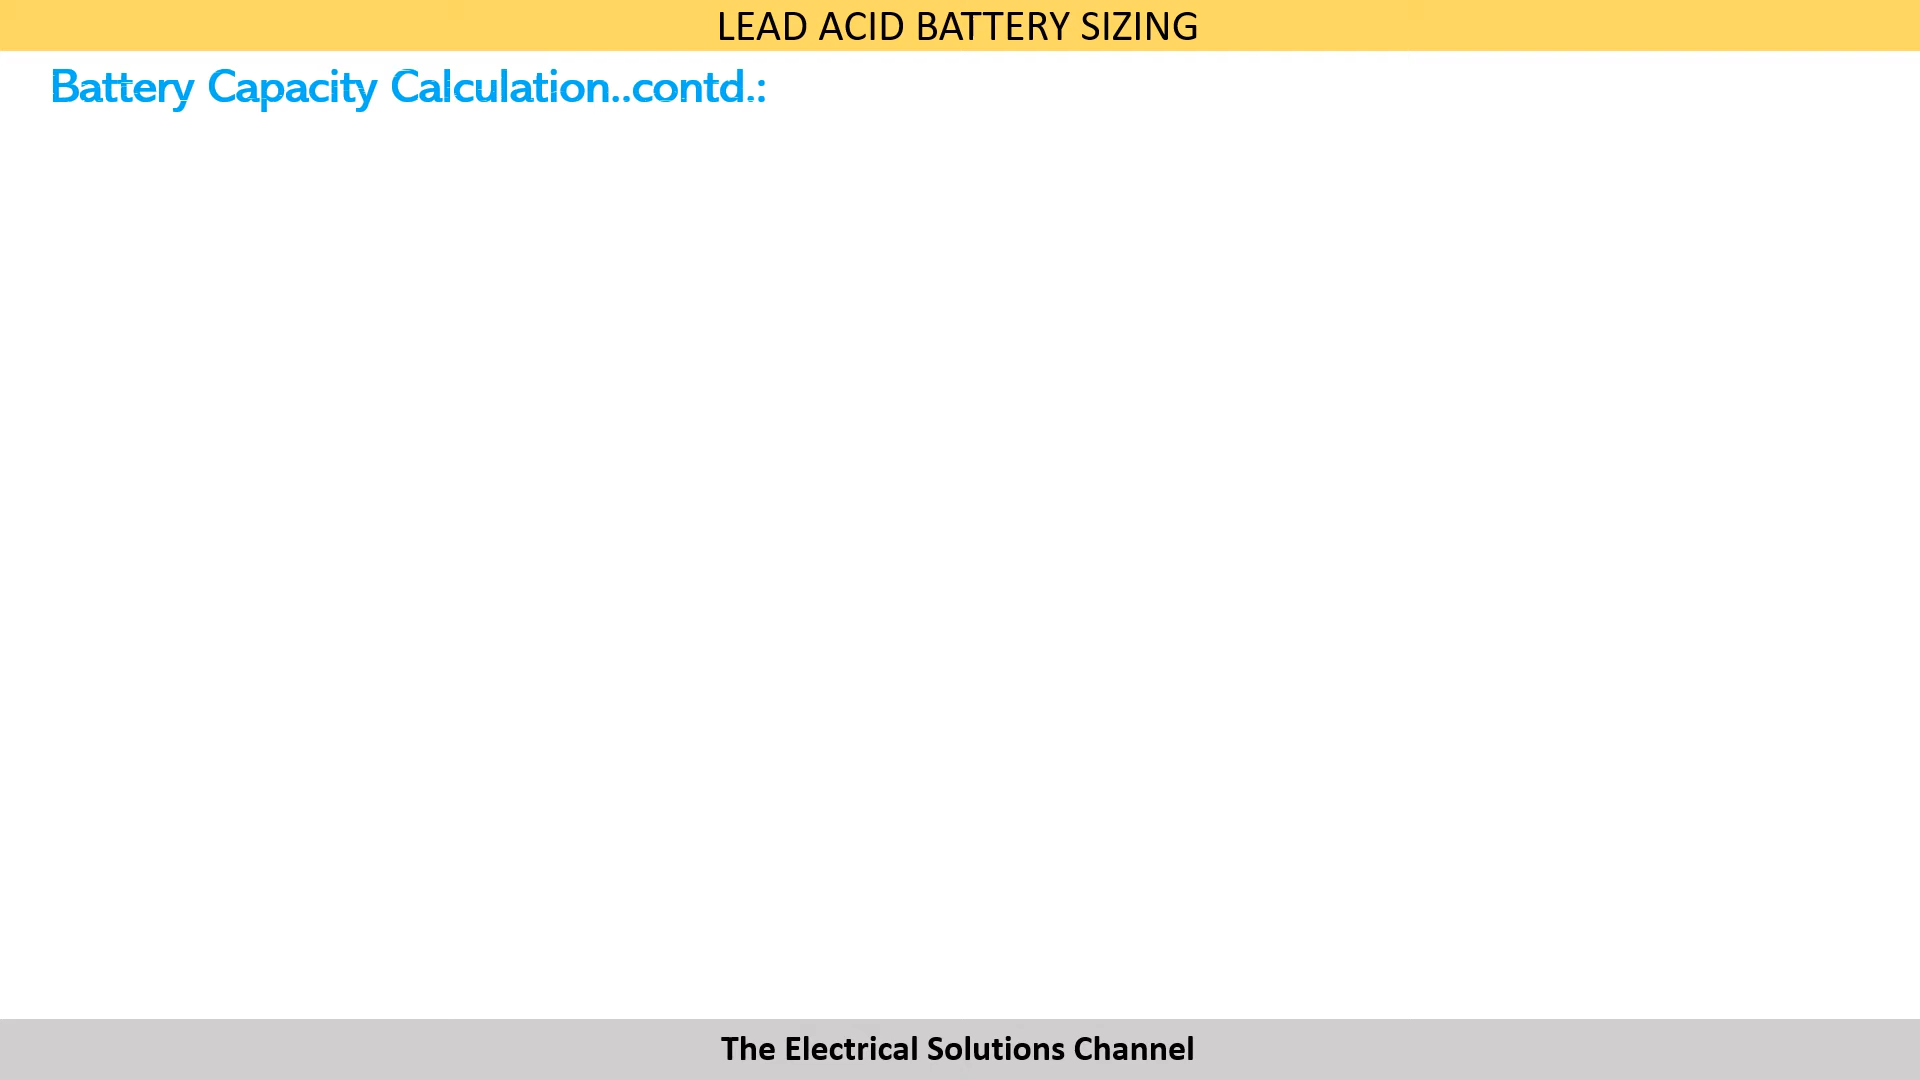 LEAD ACID BATTERY SIZING
Battery Capacity Calculation..contd.:
The Electrical Solutions Channel